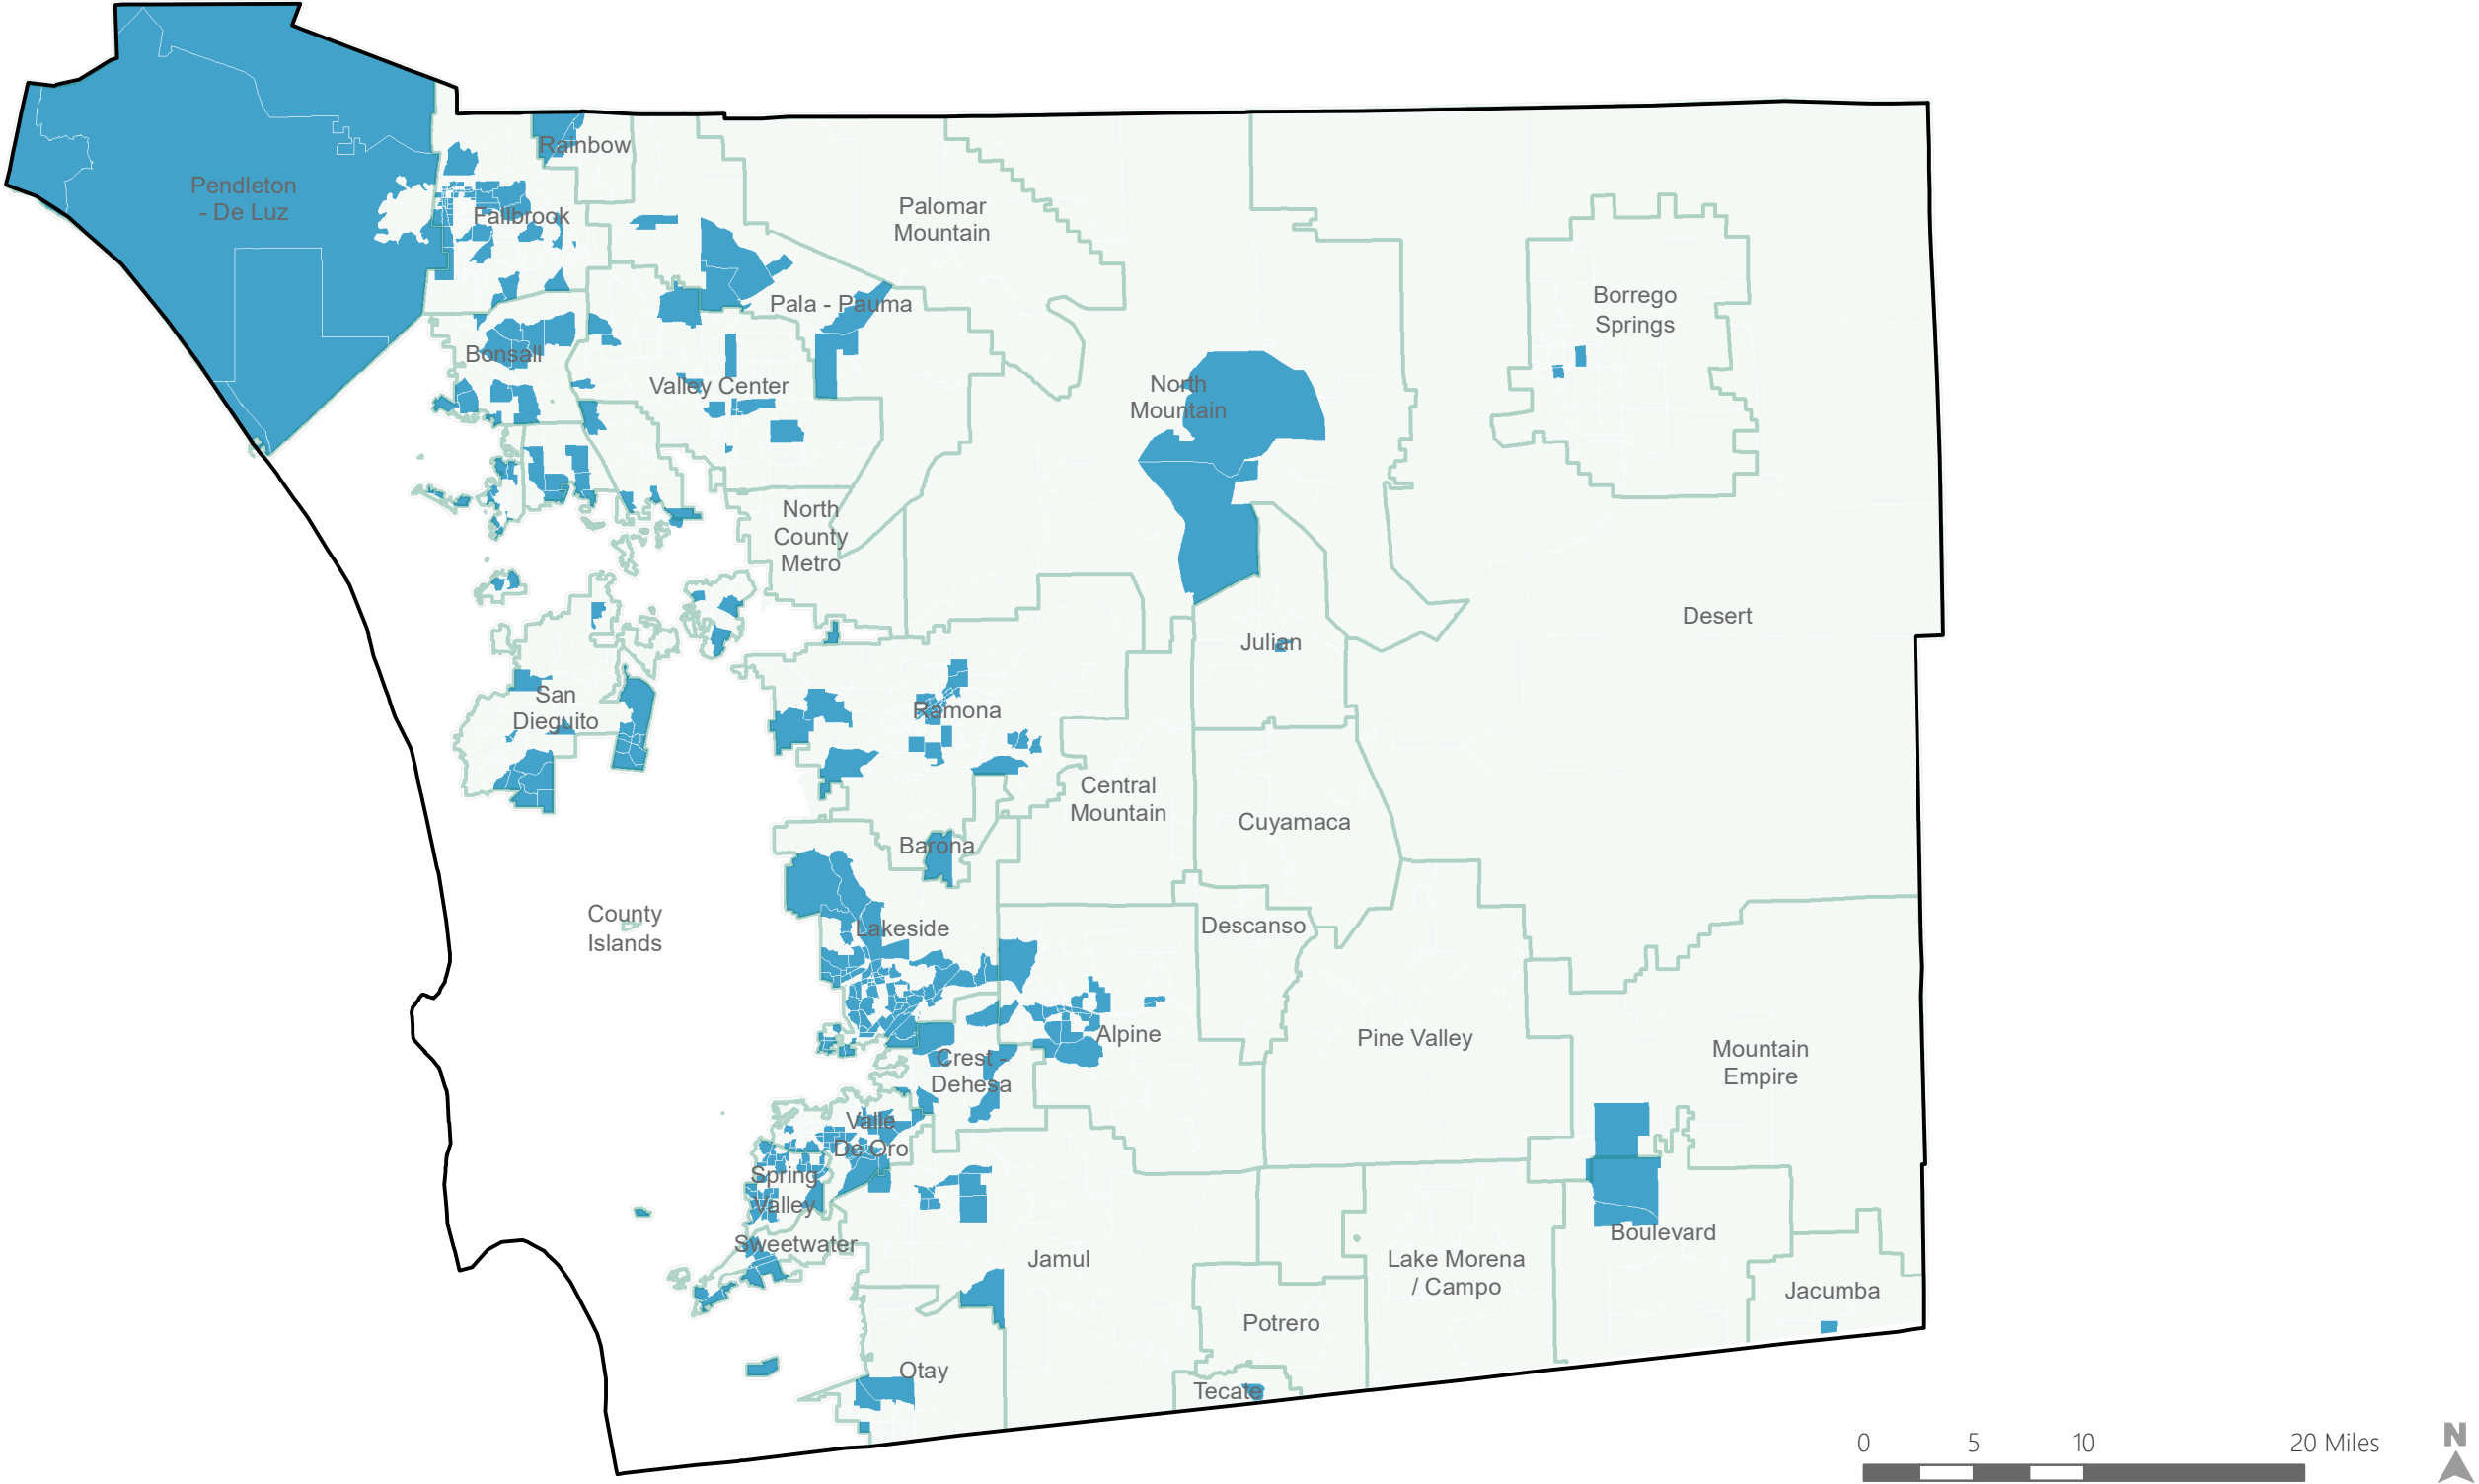 Rainbow
Pendleton
- De Luz
Fallbrook
Palomar
Mountain
Pala - Pauma
Borrego
Springs
Bonsall
Valley Center
North
Mountain
North
County
Metro
Desert
Julian
San
Dieguito
Ramona
Central
Mountain
Cuyamaca
Barona
County
Islands
Lakeside
Descanso
Alpine
Pine Valley
Mountain
Empire
Crest -
Dehesa
Valle
De Oro
Spring
Valley
Sweetwater
Boulevard
Jamul
Lake Morena
/ Campo
Jacumba
Potrero
Otay
Tecate
N
0 5 10 20 Miles